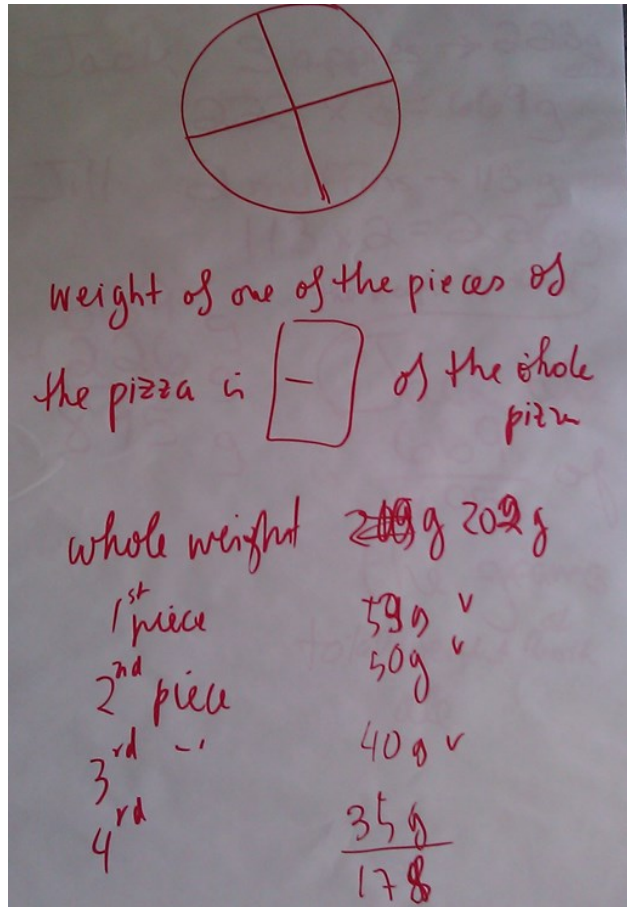 weight of one of the pieces of
the pizza is — of the whole
pizza
whole weight g 202 g
1st piece 59g v
2nd piece 50g v
3rd -" 40g v
4rd 35g
178